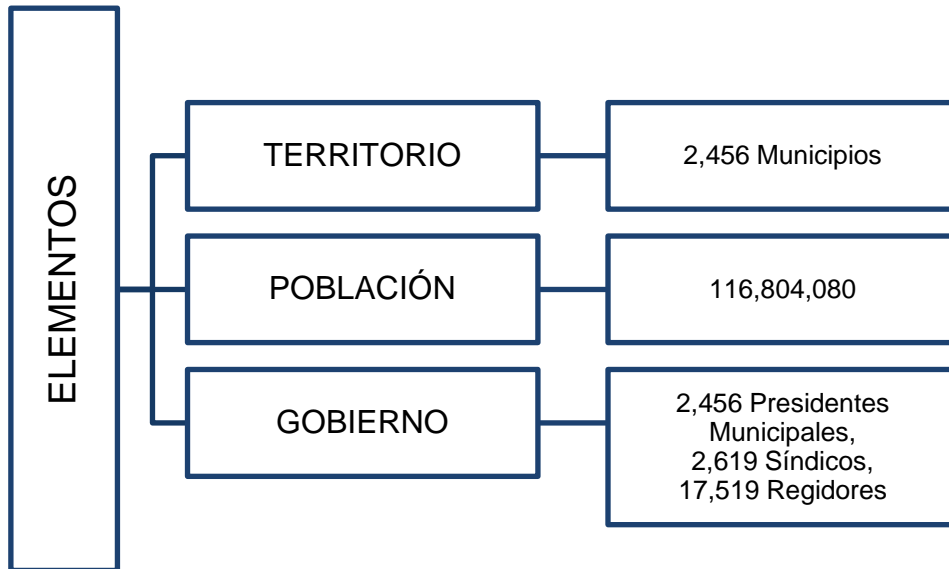 ELEMENTOS
TERRITORIO
2,456 Municipios
POBLACIÓN
116,804,080
GOBIERNO
2,456 Presidentes
Municipales,
2,619 Síndicos,
17,519 Regidores